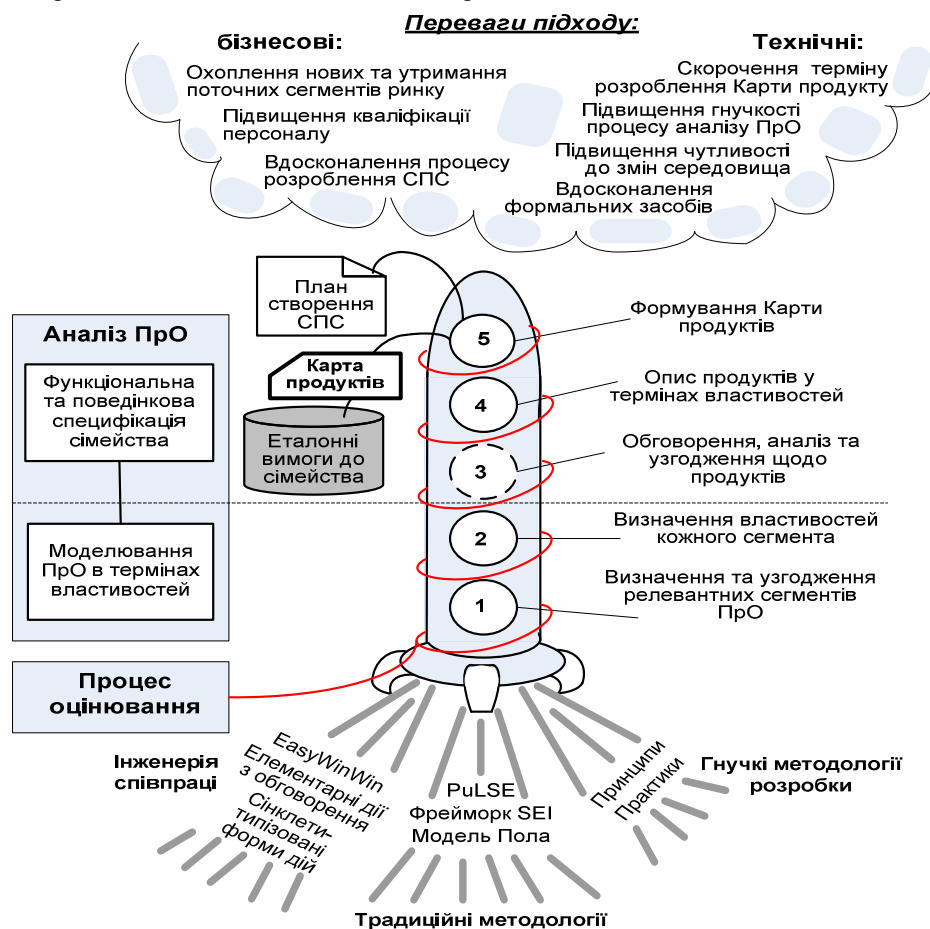 Переваги підходу:
бізнесові:
Охоплення нових та утримання
поточних сегментів ринку
Підвищення кваліфікації
персоналу
Вдосконалення процесу
розроблення СПС
Технічні:
Скорочення терміну
розроблення Карти продукту
Підвищення гнучкості
процесу аналізу ПрО
Підвищення чутливості
до змін середовища
Вдосконалення
формальних засобів
План
створення
СПС
Карта
продуктів
Еталонні
вимоги до
сімейства
Аналіз ПрО
Функціональна
та поведінкова
специфікація
сімейства
Моделювання
ПрО в термінах
властивостей
Процес
оцінювання
5
Формування Карти
продуктів
4
Опис продуктів у
термінах властивостей
3
Обговорення, аналіз та
узгодження щодо
продуктів
2
Визначення властивостей
кожного сегмента
1
Визначення та узгодження
релевантних сегментів
ПрО
Інженерія
співпраці
EasyWinWin
Елементарні дії
з обговорення
Сінклети-
типізовані
форми дій
PuLSE
Фрейморк SEI
Модель Пола
Традиційні методології
Принципи
Практики
Гнучкі методології
розробки